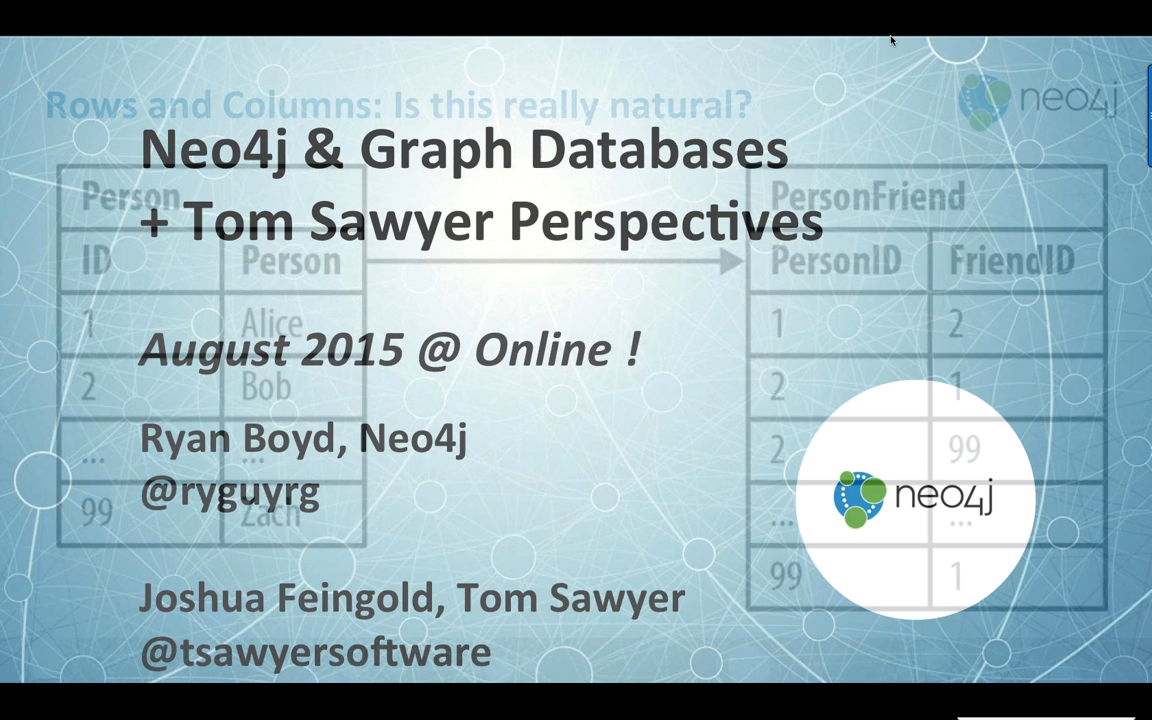 Rows and Columns: Is this really natural?
neo4j
Neo4j & Graph Databases
+ Tom Sawyer Perspectives
August 2015 @ Online !
Ryan Boyd, Neo4j
@ryguyrg
Joshua Feingold, Tom Sawyer
@tsawyersoftware
neo4j
Person
ID Person
1 Alice
2 Bob
... ...
99 Zach
PersonFriend
PersonID FriendID
1 2
2 1
2 99
... ...
99 1